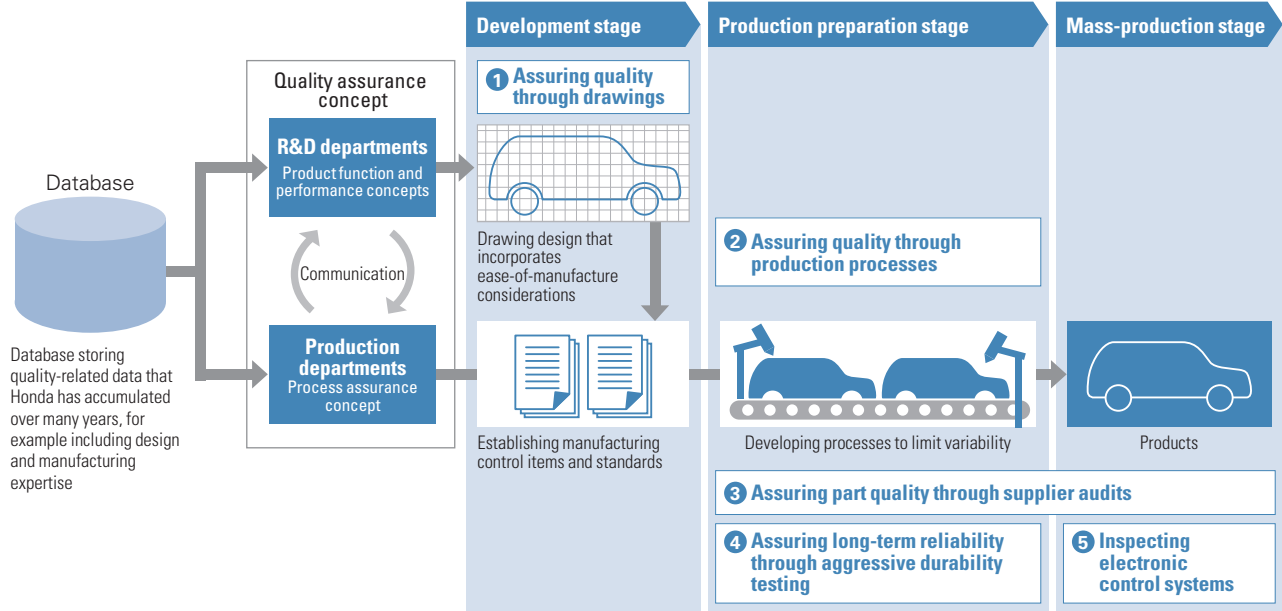 Development stage
Production preparation stage
Mass-production stage
Database
Database storing
quality-related data that
Honda has accumulated
over many years, for
example including design
and manufacturing
expertise
Quality assurance
concept
R&D departments
Product function and
performance concepts
Communication
Production
departments
Process assurance
concept
1 Assuring quality
through drawings
Drawing design that
incorporates
ease-of-manufacture
considerations
Establishing manufacturing
control items and standards
2 Assuring quality through
production processes
Developing processes to limit variability
Products
3 Assuring part quality through supplier audits
4 Assuring long-term reliability
through aggressive durability
testing
5 Inspecting
electronic
control systems